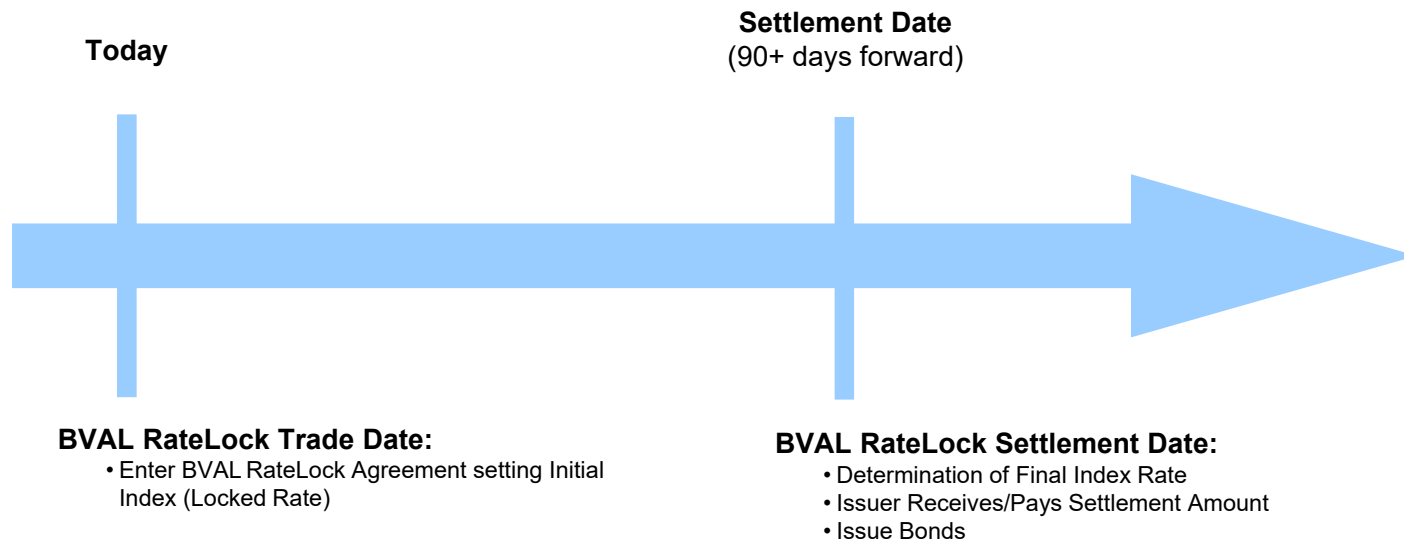 Today
Settlement Date
(90+ days forward)
BVAL RateLock Trade Date:
• Enter BVAL RateLock Agreement setting Initial
Index (Locked Rate)
BVAL RateLock Settlement Date:
• Determination of Final Index Rate
• Issuer Receives/Pays Settlement Amount
• Issue Bonds